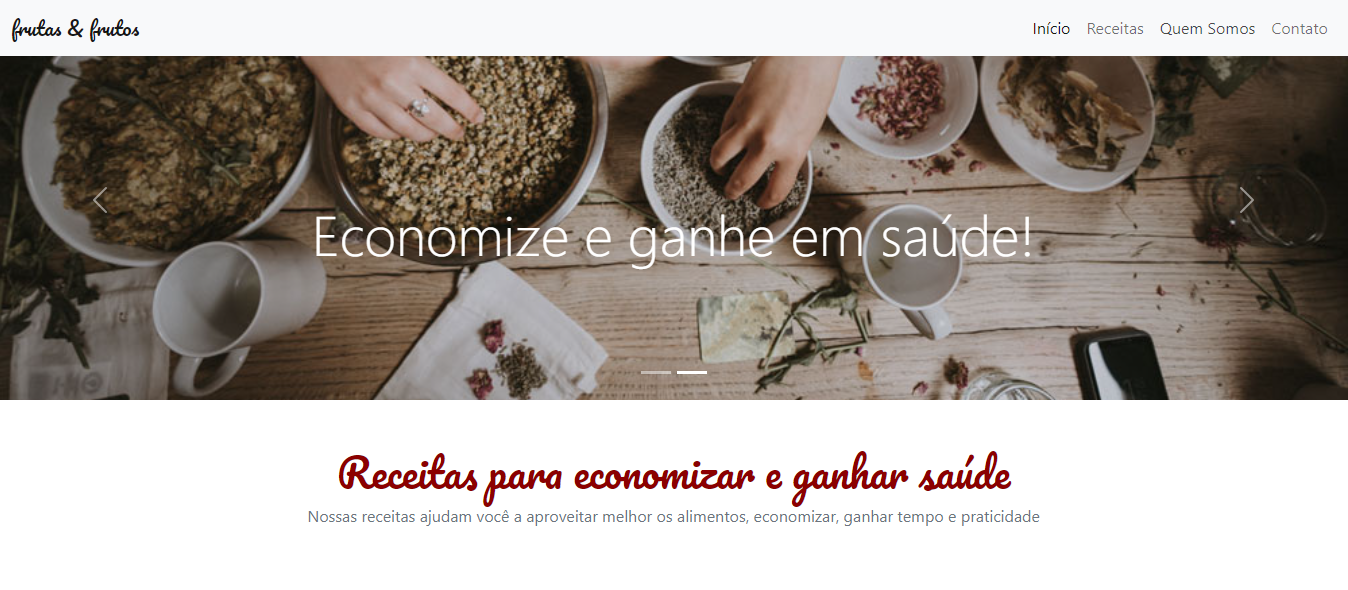 frutas & frutos
Início Receitas Quem Somos Contato
Economize e ganhe em saúde!
Receitas para economizar e ganhar saúde
Nossas receitas ajudam você a aproveitar melhor os alimentos, economizar, ganhar tempo e praticidade